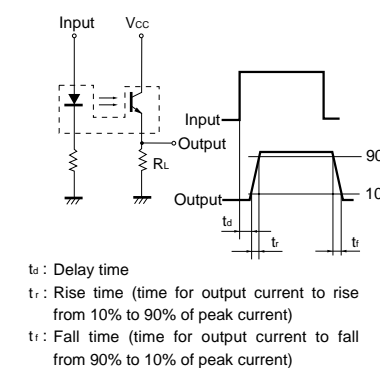 Input
Vcc
Input
Output
RL
90
Output
10
td
tr
tf
td : Delay time
tr : Rise time (time for output current to rise
from 10% to 90% of peak current)
tf : Fall time (time for output current to fall
from 90% to 10% of peak current)